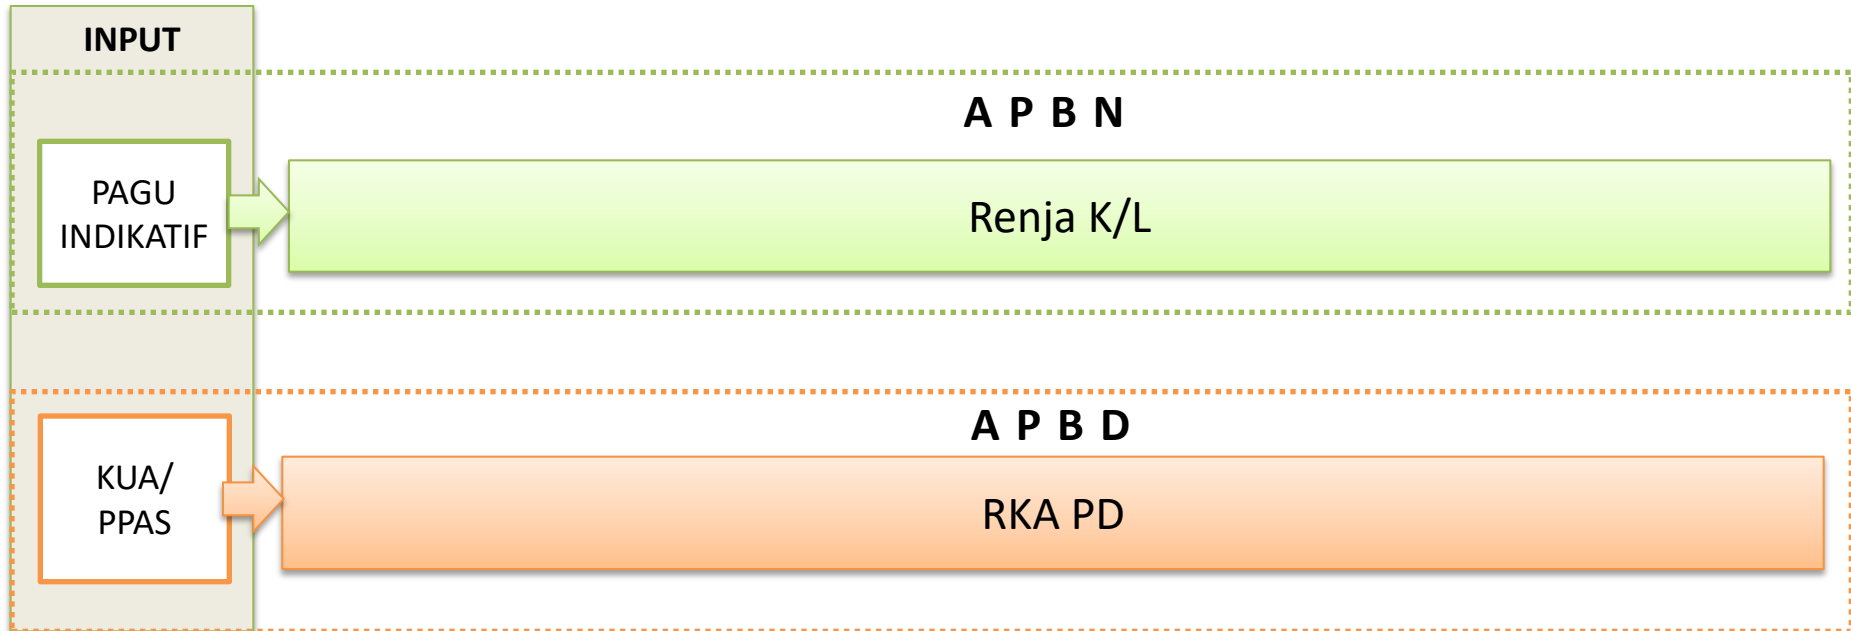 INPUT
A P B N
PAGU
INDIKATIF
Renja K/L
A P B D
KUA/
PPAS
RKA PD